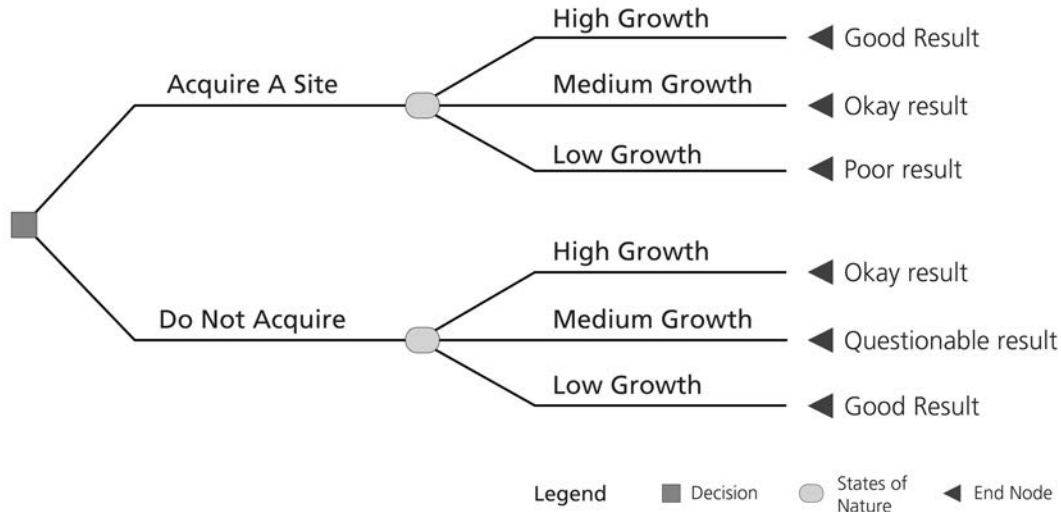 High Growth
Good Result
Acquire A Site
Medium Growth
Okay result
Low Growth
Poor result
High Growth
Okay result
Do Not Acquire
Medium Growth
Questionable result
Low Growth
Good Result
Legend
Decision
States of
Nature
End Node